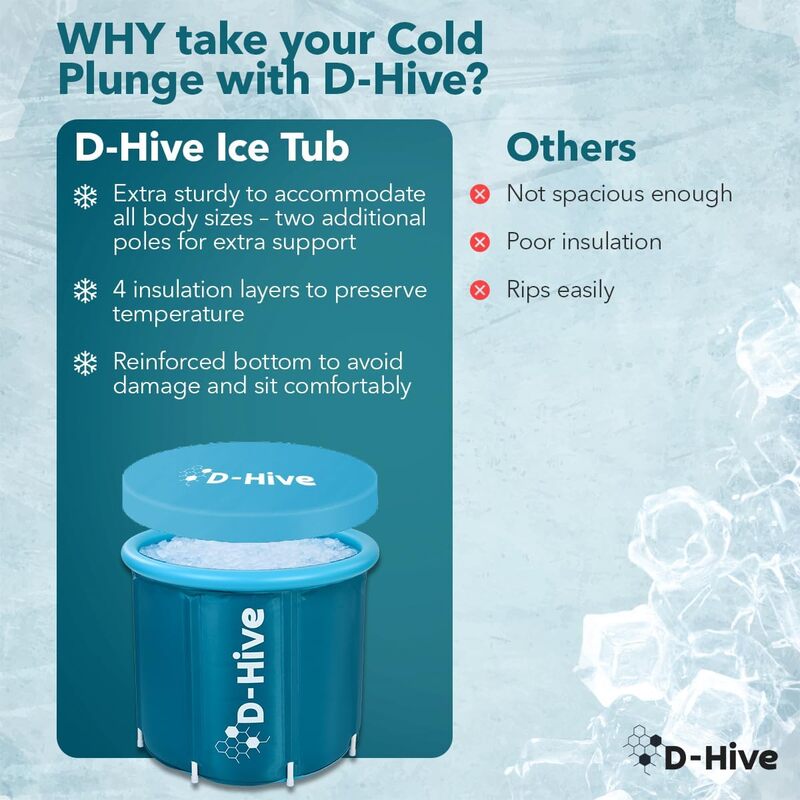 WHY take your Cold
Plunge with D-Hive?
D-Hive Ice Tub
Extra sturdy to accommodate
all body sizes – two additional
poles for extra support
4 insulation layers to preserve
temperature
Reinforced bottom to avoid
damage and sit comfortably
Others
Not spacious enough
Poor insulation
Rips easily
D-Hive
D-Hive
D-Hive